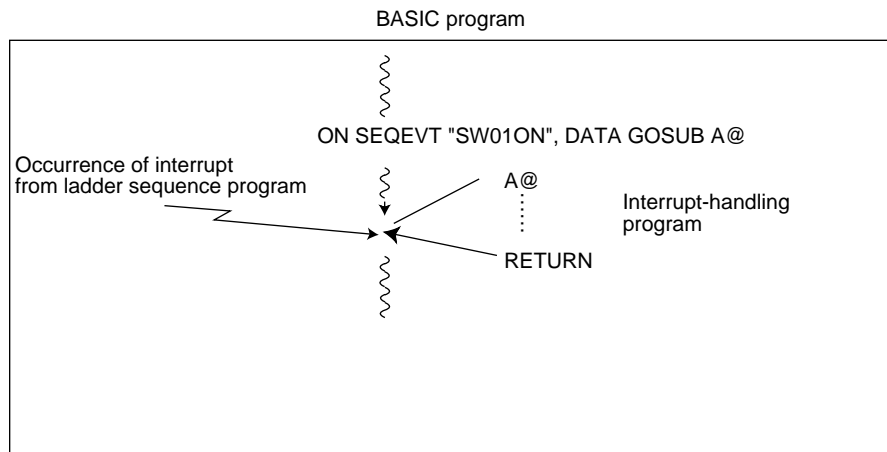 BASIC program
ON SEQEVT "SW01ON", DATA GOSUB A@
Occurrence of interrupt
from ladder sequence program
A@
Interrupt-handling
program
RETURN